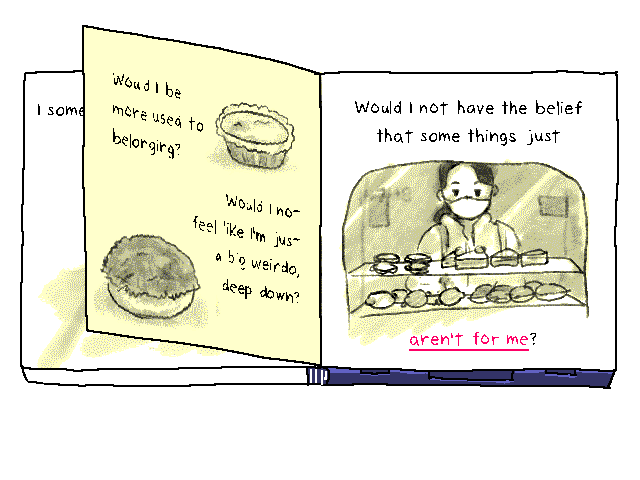 I some
Woud I be
more used to
belonging?
Would I no
feel like I'm jus
a big weirdo,
deep down?
Would I not have the belief
that some things just
aren't for me?